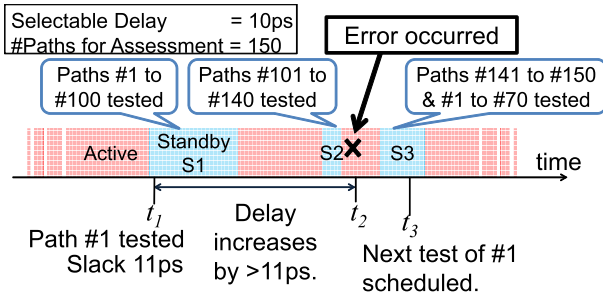 Selectable Delay = 10ps
#Paths for Assessment = 150
Error occurred
Paths #1 to
#100 tested
Paths #101 to
#140 tested
Paths #141 to #150
& #1 to #70 tested
Active
Standby
S1
S2
S3
time
t1
t2
t3
Path #1 tested
Slack 11ps
Delay
increases
by >11ps.
Next test of #1
scheduled.